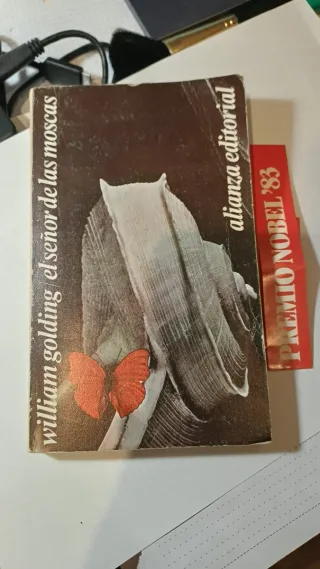 william golding / el señor de las moscas
alianza editorial
PREMIO NOBEL '83